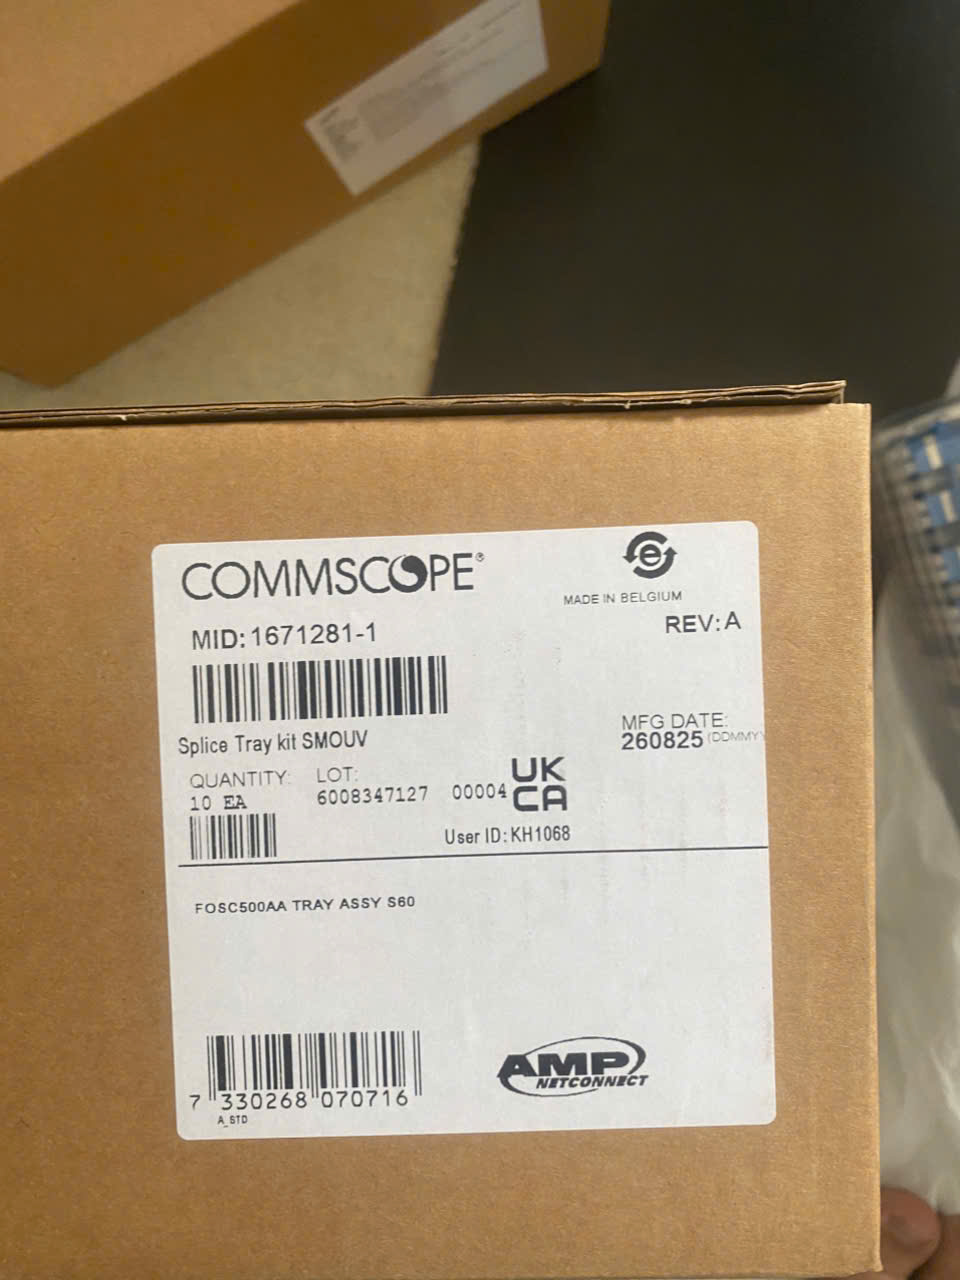 COMMSCOPE®
MADE IN BELGIUM
MID: 1671281-1
REV: A
Splice Tray kit SMOUV
MFG DATE:
260825 (DDMMY
QUANTITY: LOT:
10 EA 6008347127 00004 UK CA
User ID: KH1068
FOSC500AA TRAY ASSY S60
AMP
NETCONNECT
7 330268 070716
A_STD